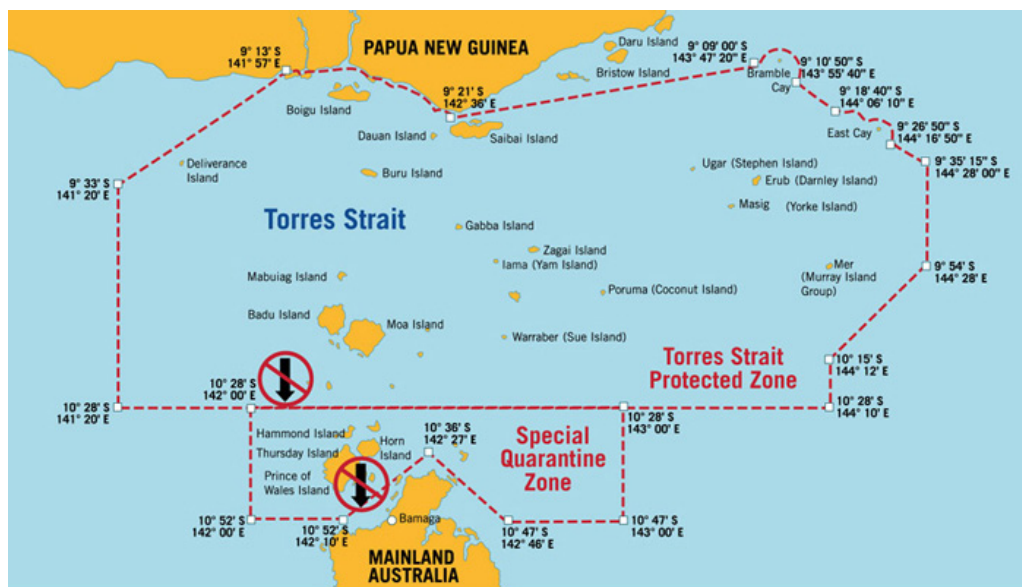 PAPUA NEW GUINEA
Daru Island
Bristow Island
9° 13' S
141° 57' E
9° 09' 00" S
143° 47' 20" E
Bramble
Cay
9° 10' 50" S
143° 55' 40" E
9° 18' 40" S
144° 06' 10" E
East Cay
9° 26' 50" S
144° 16' 50" E
9° 35' 15" S
144° 28' 00" E
Boigu Island
9° 21' S
142° 36' E
Dauan Island
Saibai Island
Deliverance
Island
Buru Island
9° 33' S
141° 20' E
Ugar (Stephen Island)
Erub (Darnley Island)
Masig (Yorke Island)
Torres Strait
Gabba Island
Zagai Island
Iama (Yam Island)
Mabuiag Island
Poruma (Coconut Island)
Mer
(Murray Island
Group)
9° 54' S
144° 28' E
Badu Island
Moa Island
Warraber (Sue Island)
Torres Strait
Protected Zone
10° 15' S
144° 12' E
10° 28' S
141° 20' E
10° 28' S
142° 00' E
10° 28' S
143° 00' E
10° 28' S
144° 10' E
Hammond Island
Thursday Island
Horn
Island
Prince of
Wales Island
10° 36' S
142° 27' E
Special
Quarantine
Zone
10° 52' S
142° 00' E
10° 52' S
142° 10' E
Bamaga
10° 47' S
142° 46' E
10° 47' S
143° 00' E
MAINLAND
AUSTRALIA